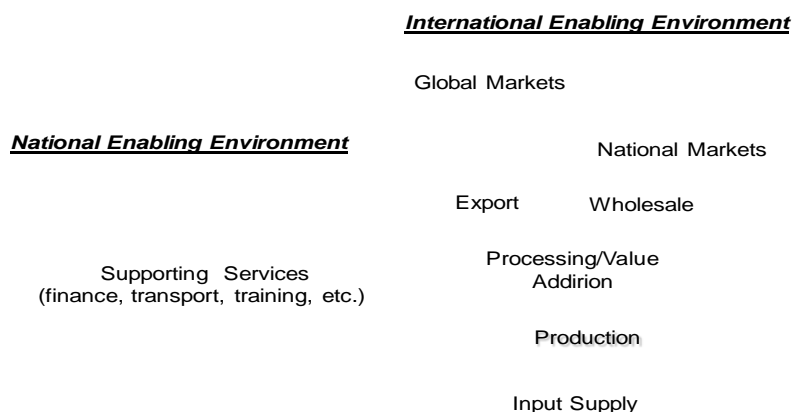 International Enabling Environment
Global Markets
National Enabling Environment
National Markets
Export
Wholesale
Processing/Value
Addirion
Supporting Services
(finance, transport, training, etc.)
Production
Input Supply